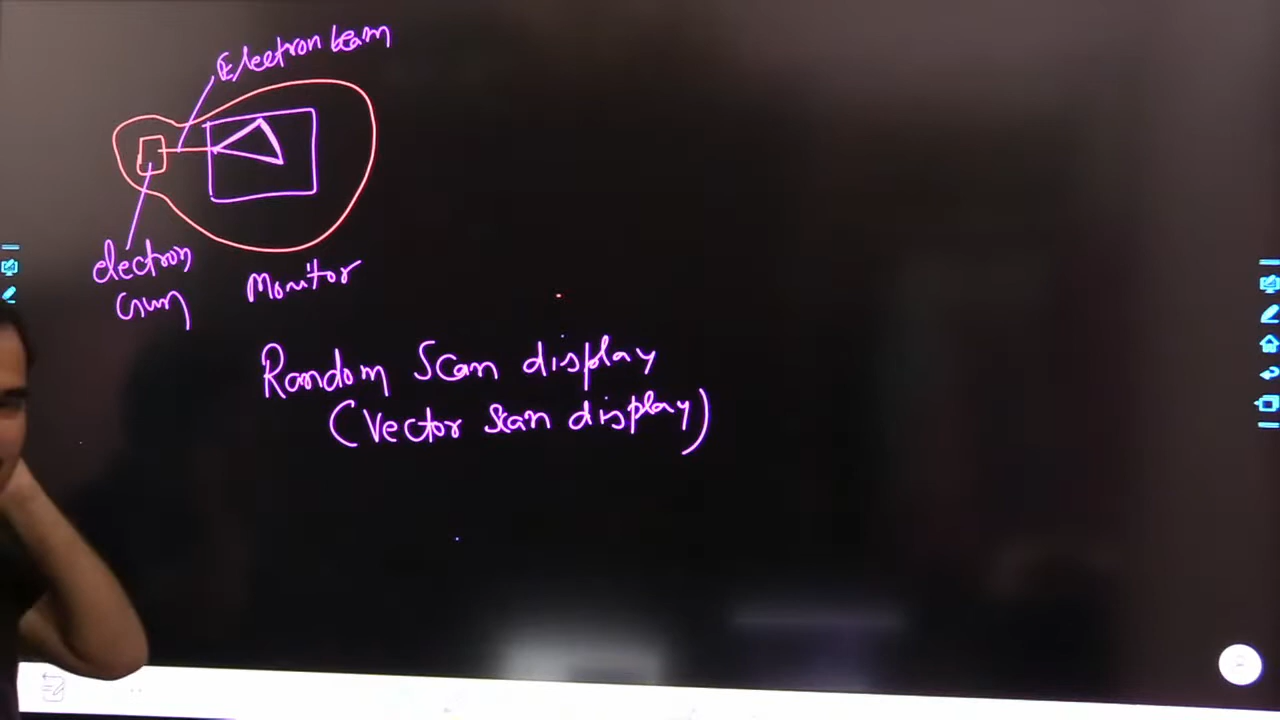 Electron beam
electron
Gun
Monitor
Random Scan display
(Vector Scan display)